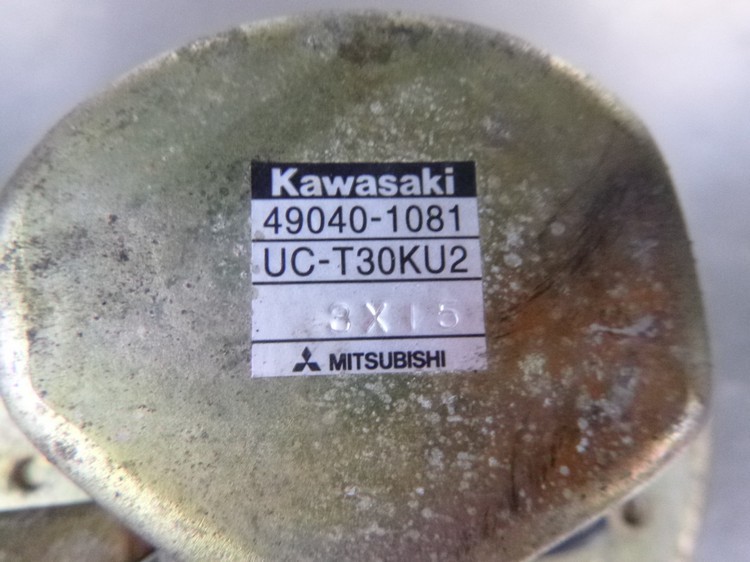 Kawasaki
49040-1081
UC-T30KU2
8X15
MITSUBISHI